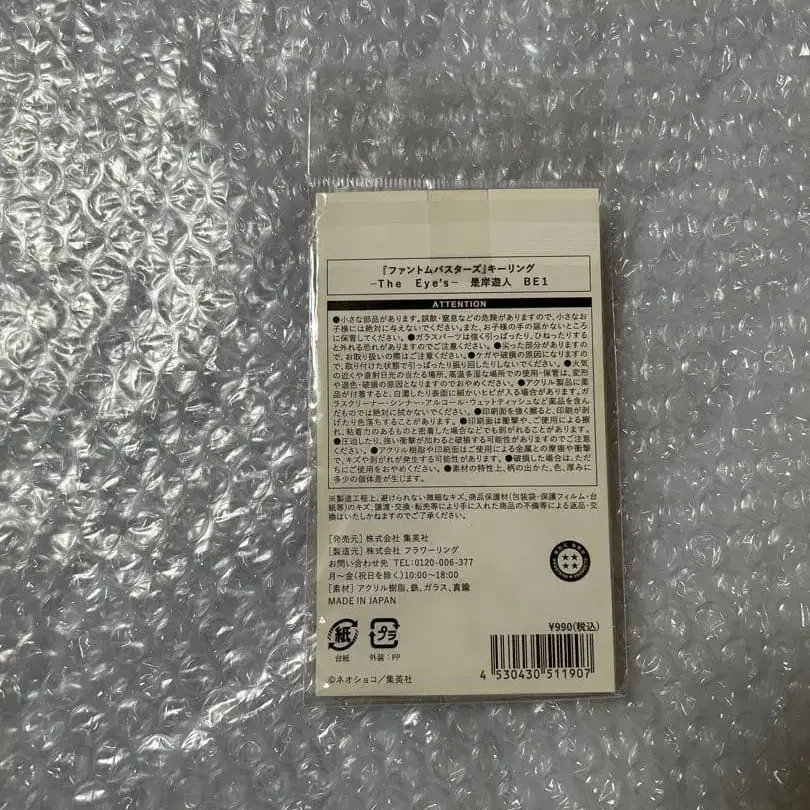 『ファントムバスターズ』キーリング
−The Eye's− 是岸遊人 BE1
ATTENTION
●小さな部品があります。誤飲・窒息などの危険がありますので、小さなお
子様には絶対に与えないでください。また、お子様の手の届かないところ
に保管してください。●ガラスパーツは強く引っぱったり、ひねったりする
と外れる恐れがありますのでご注意ください。●尖った部分がありますの
で、お取り扱いの際はご注意ください。●ケガや破損の原因になりますの
で、取り付けた状態で引っぱったり振り回したりしないでください。●火気
の近くや直射日光の当たる場所、高温多湿な場所での使用・保管は、変形
や退色・破損の原因となりますのでおやめください。●アクリル製品に薬品
が付着すると、白濁したり表面に細かいヒビが入る場合があります。ガ
ラスクリーナー・シンナー・アルコール・ウェットティッシュなど薬品を含ん
だものでは絶対に拭かないでください。●印刷面を強く擦ると、印刷が剥
げたり色落ちすることがあります。●印刷面は衝撃や、ご使用による擦
れ、粘着力のあるものと密着した場合などでも剥がれることがあります。
●圧迫したり、強い衝撃が加わると破損する可能性がありますのでご注意
ください。●アクリル樹脂や印刷面はご使用による金属との摩擦や衝撃
で、キズや剥がれが発生する可能性があります。●破損した場合は、ただ
ちにご使用をおやめください。●素材の特性上、柄の出かた、色、厚みに
多少の個体差が生じます。
※製造工程上、避けられない微細なキズ、商品保護材(包装袋・保護フィルム・台
紙等)のキズ、譲渡・交換・転売等により手に入れた商品の不備等による返品・交
換はいたしかねますのでご了承ください。
[発売元] 株式会社 集英社
[製造元] 株式会社 フラワーリング
お問い合わせ先 TEL:0120-006-377
月〜金(祝日を除く)10:00〜18:00
[素材] アクリル樹脂、鉄、ガラス、真鍮
MADE IN JAPAN
¥990(税込)
紙
プラ
台紙
外装：PP
4 530430 511907
©ネオショコ／集英社